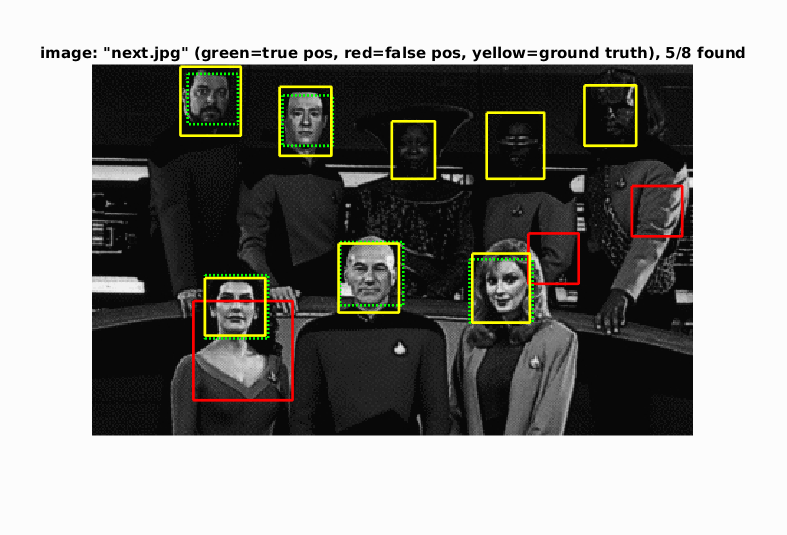 image: "next.jpg" (green=true pos, red=false pos, yellow=ground truth), 5/8 found